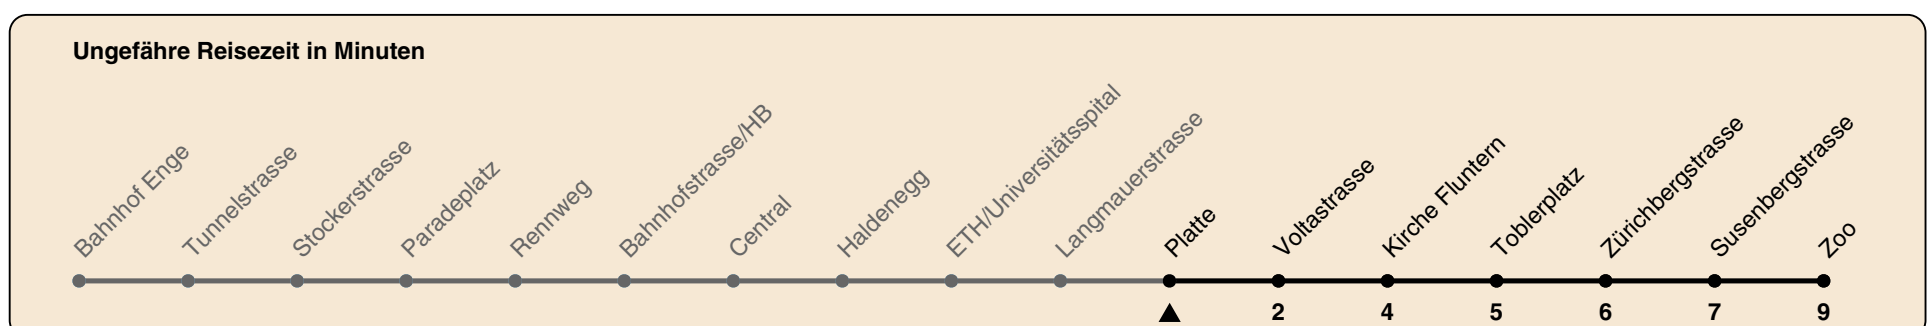 Ungefähre Reisezeit in Minuten
Bahnhof Enge
Tunnelstrasse
Stockerstrasse
Paradeplatz
Rennweg
Bahnhofstrasse/HB
Central
Haldenegg
ETH/Universitätsspital
Langmauerstrasse
Platte
Voltastrasse
Kirche Fluntern
Toblerplatz
Zürichbergstrasse
Susenbergstrasse
Zoo
2 4 5 6 7 9